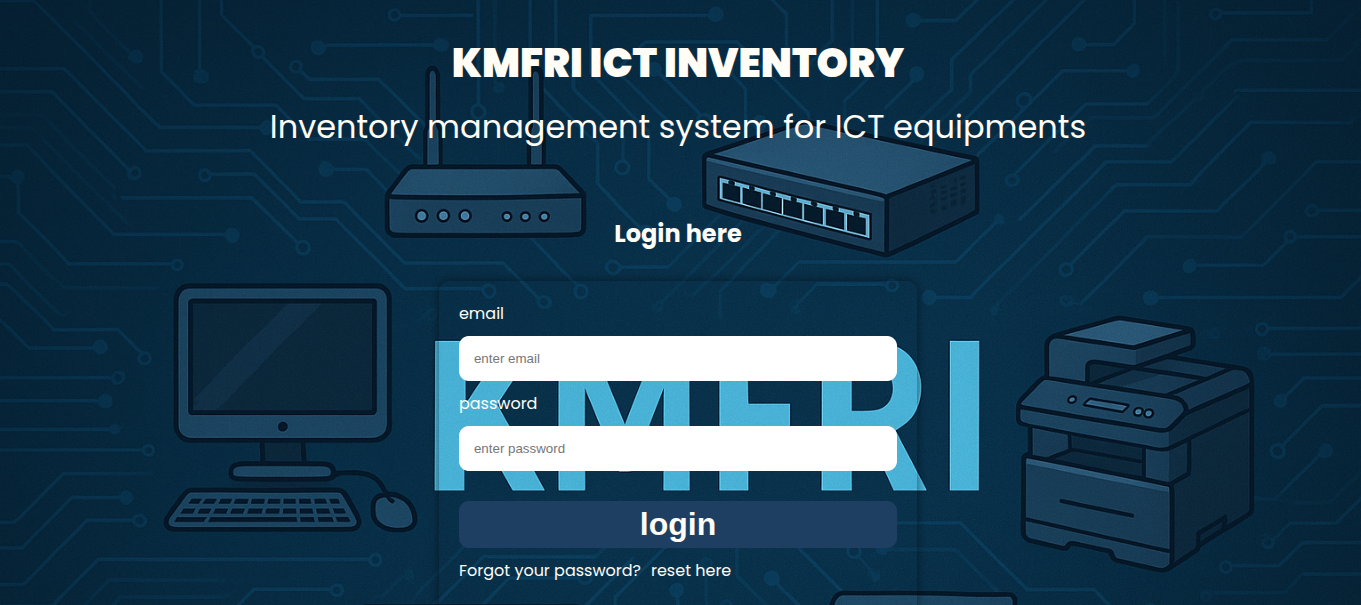 KMFRI ICT INVENTORY
Inventory management system for ICT equipments
Login here
email
enter email
KMFRI
password
enter password
login
Forgot your password? reset here